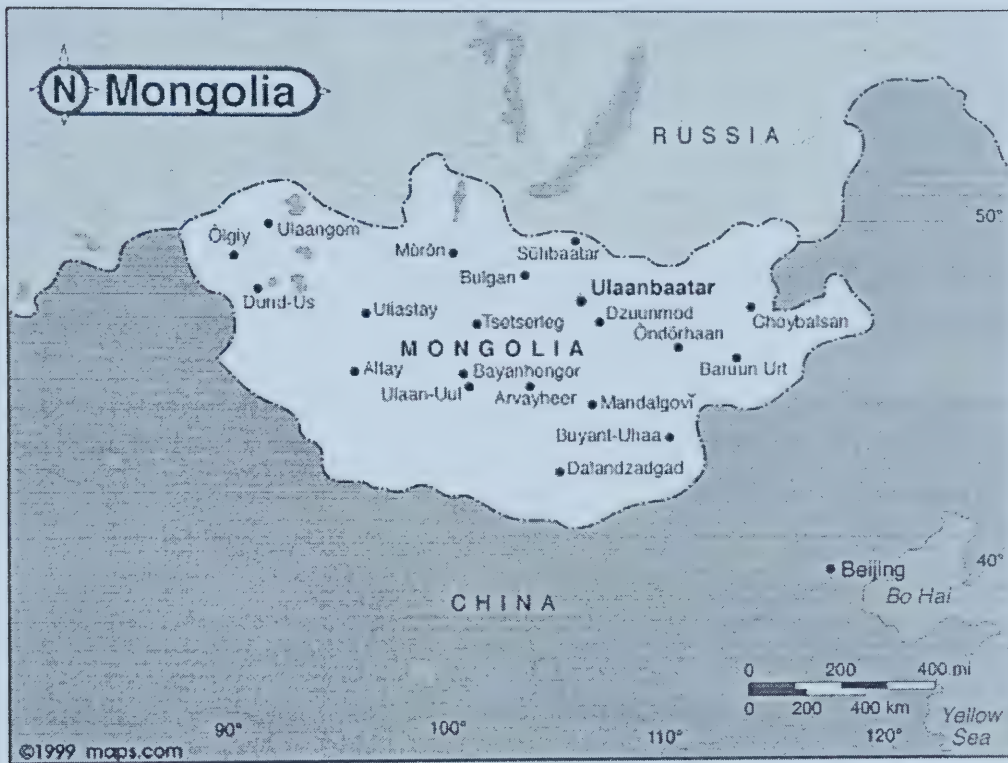 N Mongolia
RUSSIA
50°
Ölgiy
Ulaangom
Mörön
Sühbaatar
Bulgan
Dund-Us
Uliastay
Ulaanbaatar
Tsetserleg
Dzuunmod
Choybalsan
Öndörhaan
MONGOLIA
Baruun Urt
Altay
Bayanhongor
Ulaan-Uul
Arvayheer
Mandalgovĭ
Buyant-Uhaa
Dalandzadgad
40°
Beijing
Bo Hai
CHINA
0 200 400 mi
0 200 400 km
90°
100°
110°
120°
Yellow
Sea
©1999 maps.com